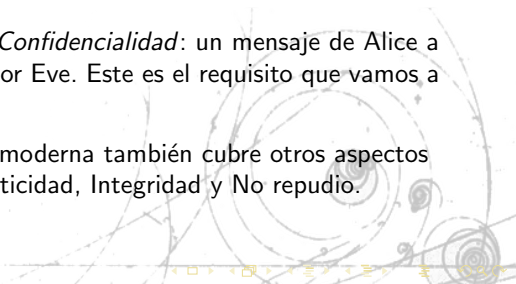 Confidencialidad: un mensaje de Alice a
or Eve. Este es el requisito que vamos a
moderna también cubre otros aspectos
ticidad, Integridad y No repudio.